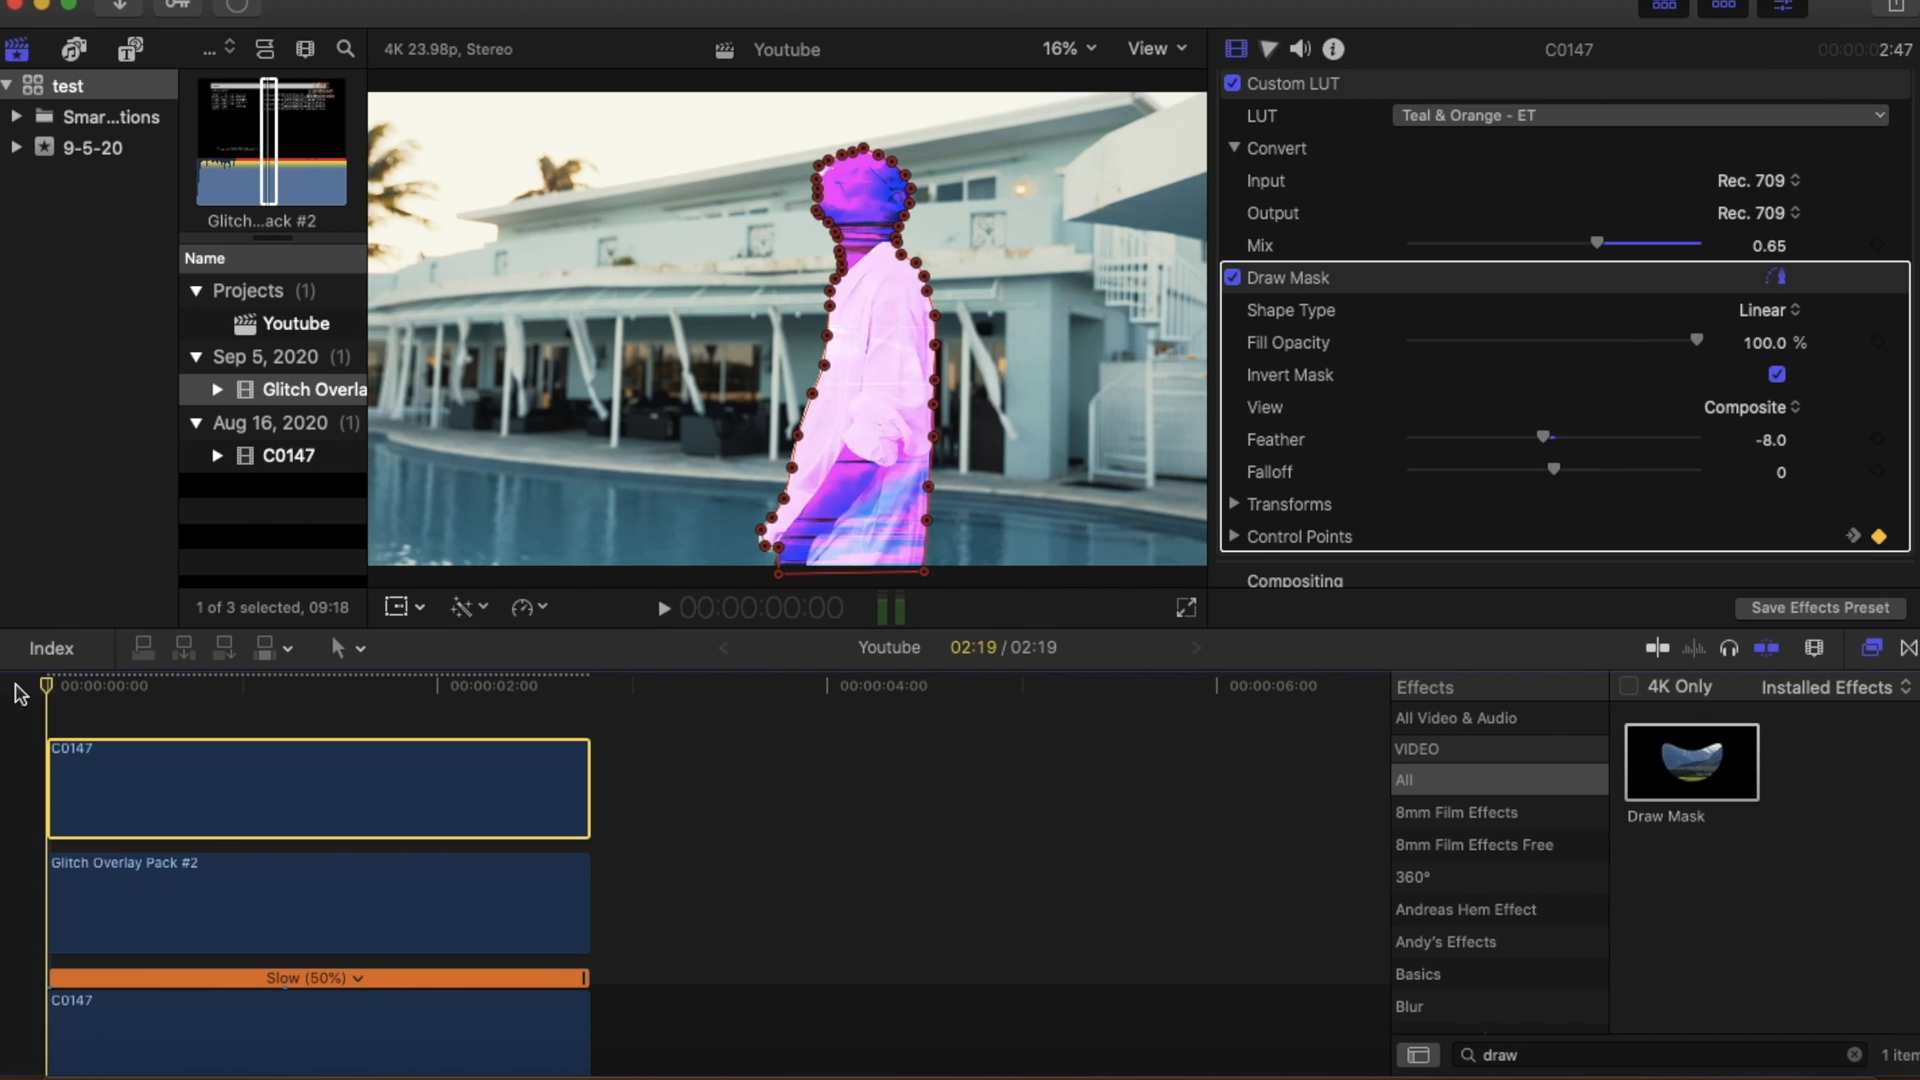 4K 23.98p, Stereo
Youtube
16%
View
C0147
00:00:02:47
test
Smar...tions
9-5-20
Glitch...ack #2
Name
Projects (1)
Youtube
Sep 5, 2020 (1)
Glitch Overla
Aug 16, 2020 (1)
C0147
1 of 3 selected, 09:18
00:00:00:00
Custom LUT
LUT
Teal & Orange - ET
Convert
Input
Rec. 709
Output
Rec. 709
Mix
0.65
Draw Mask
Shape Type
Linear
Fill Opacity
100.0 %
Invert Mask
View
Composite
Feather
-8.0
Falloff
0
Transforms
Control Points
Compositing
Save Effects Preset
Index
Youtube
02:19 / 02:19
00:00:00:00
00:00:02:00
00:00:04:00
00:00:06:00
C0147
Glitch Overlay Pack #2
Slow (50%)
C0147
Effects
4K Only
Installed Effects
All Video & Audio
VIDEO
All
8mm Film Effects
8mm Film Effects Free
360°
Andreas Hem Effect
Andy's Effects
Basics
Blur
Draw Mask
draw
1 item